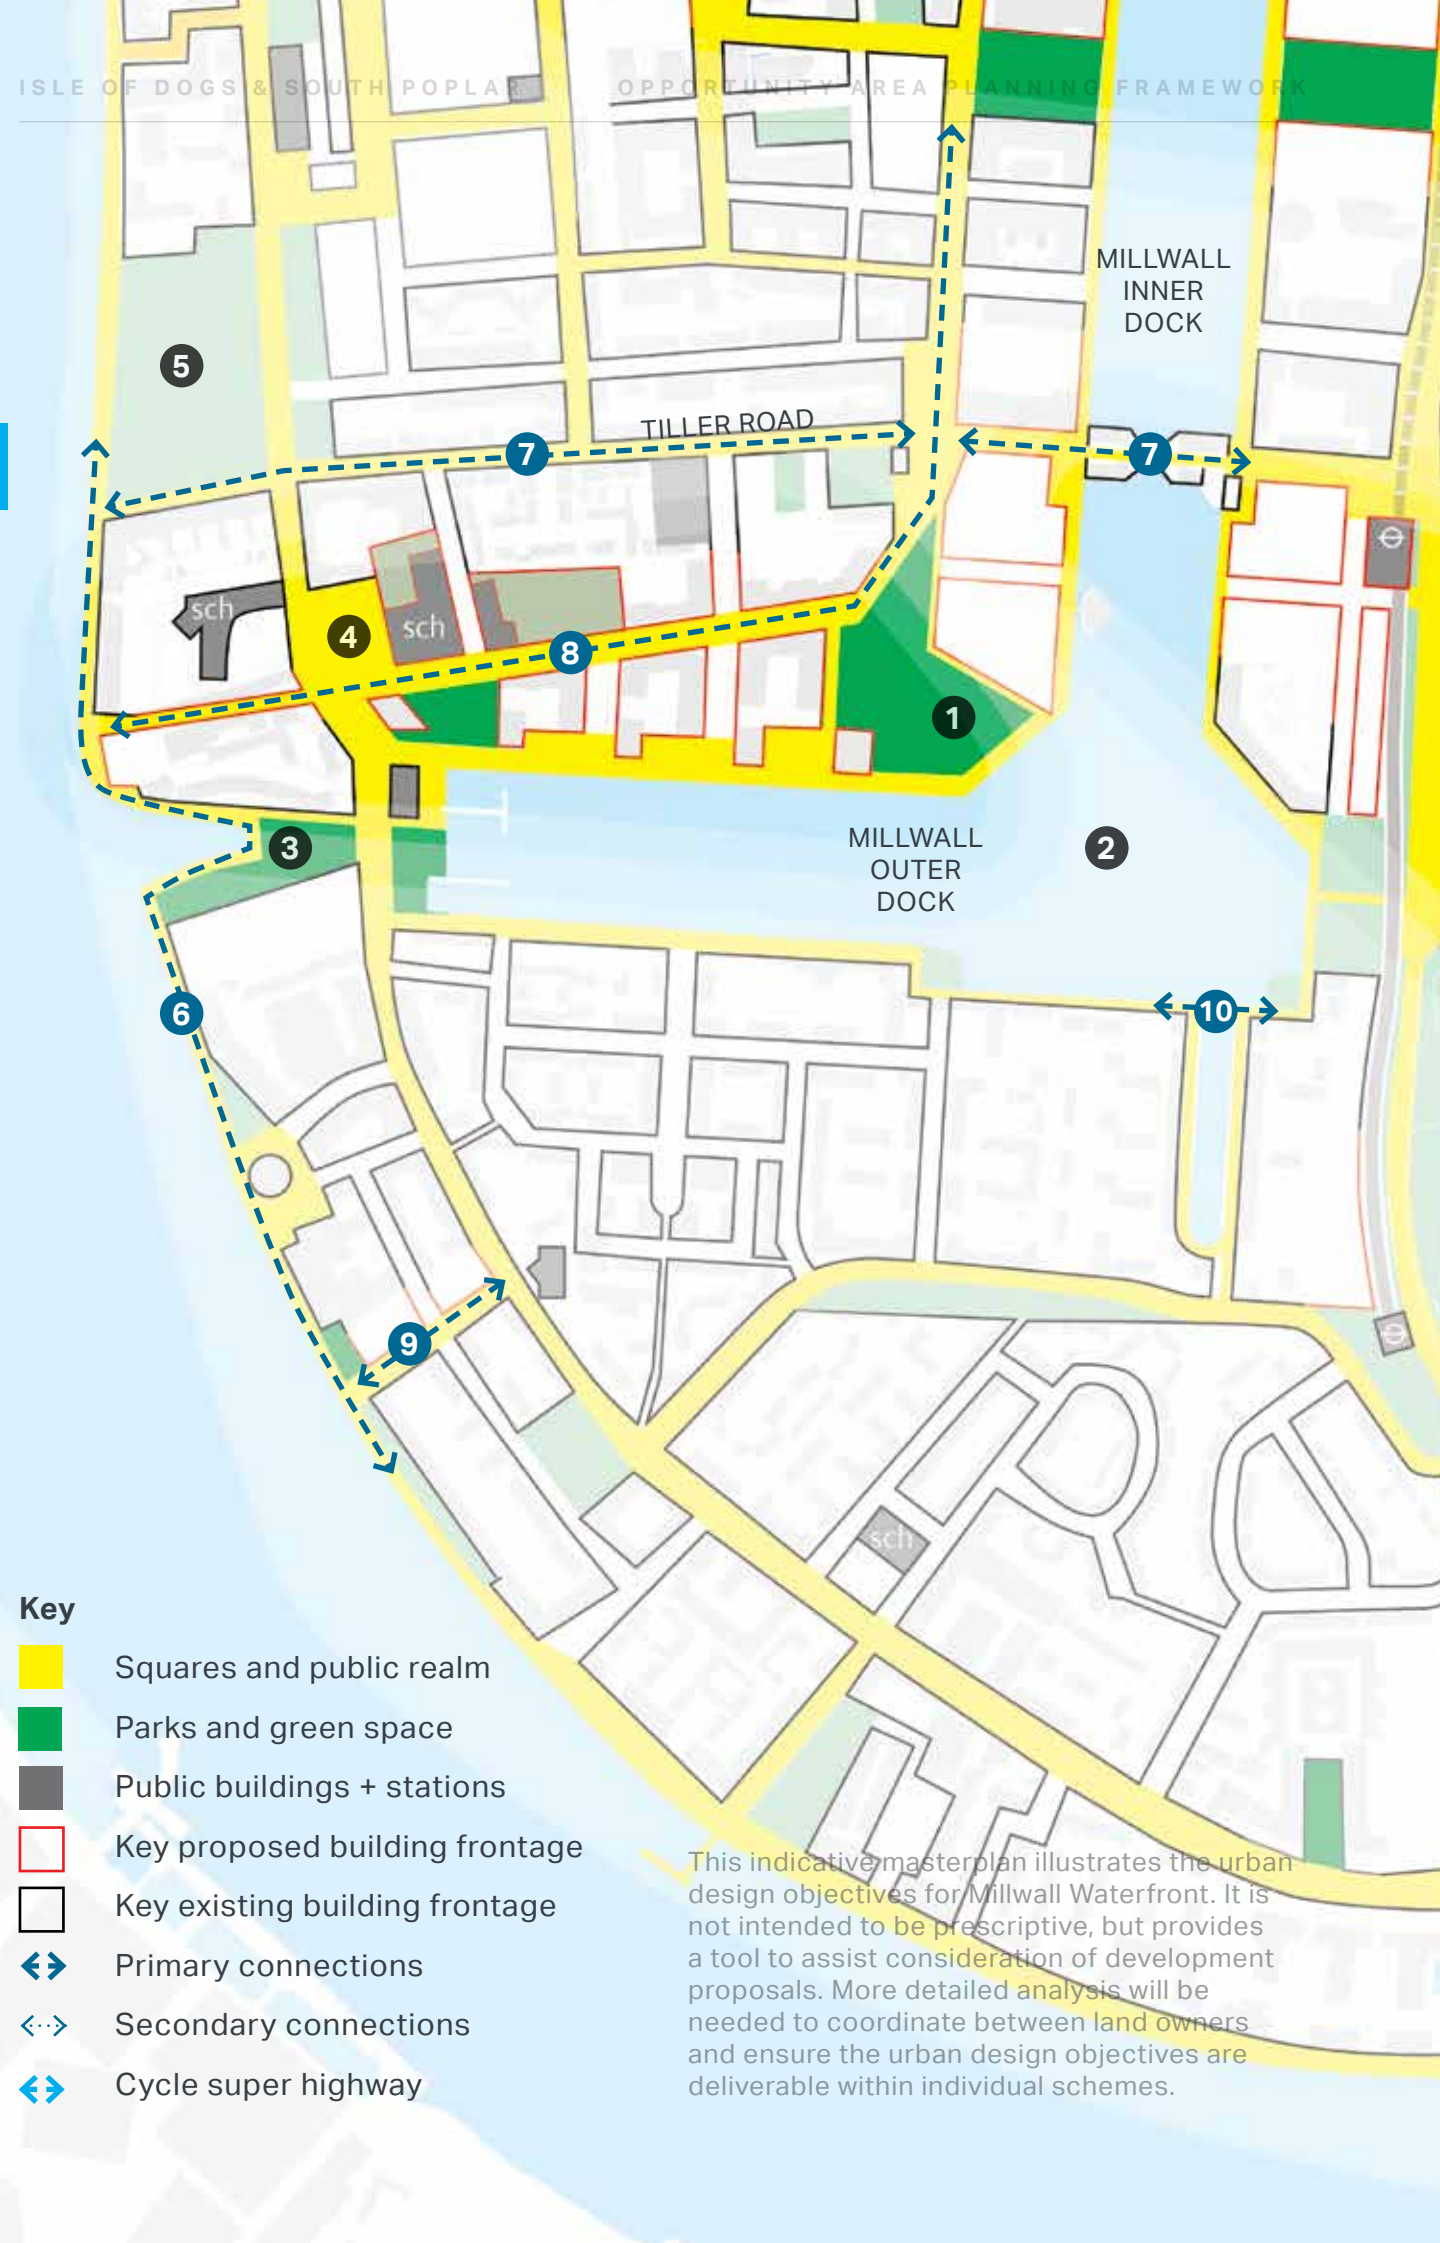 ISLE OF DOGS & SOUTH POPLAR OPPORTUNITY AREA PLANNING FRAMEWORK
MILLWALL
INNER
DOCK
5
TILLER ROAD
7
7
sch
4
sch
8
1
3
MILLWALL
OUTER
DOCK
2
6
10
9
sch
Key
Squares and public realm
Parks and green space
Public buildings + stations
Key proposed building frontage
Key existing building frontage
Primary connections
Secondary connections
Cycle super highway
This indicative masterplan illustrates the urban
design objectives for Millwall Waterfront. It is
not intended to be prescriptive, but provides
a tool to assist consideration of development
proposals. More detailed analysis will be
needed to coordinate between land owners
and ensure the urban design objectives are
deliverable within individual schemes.